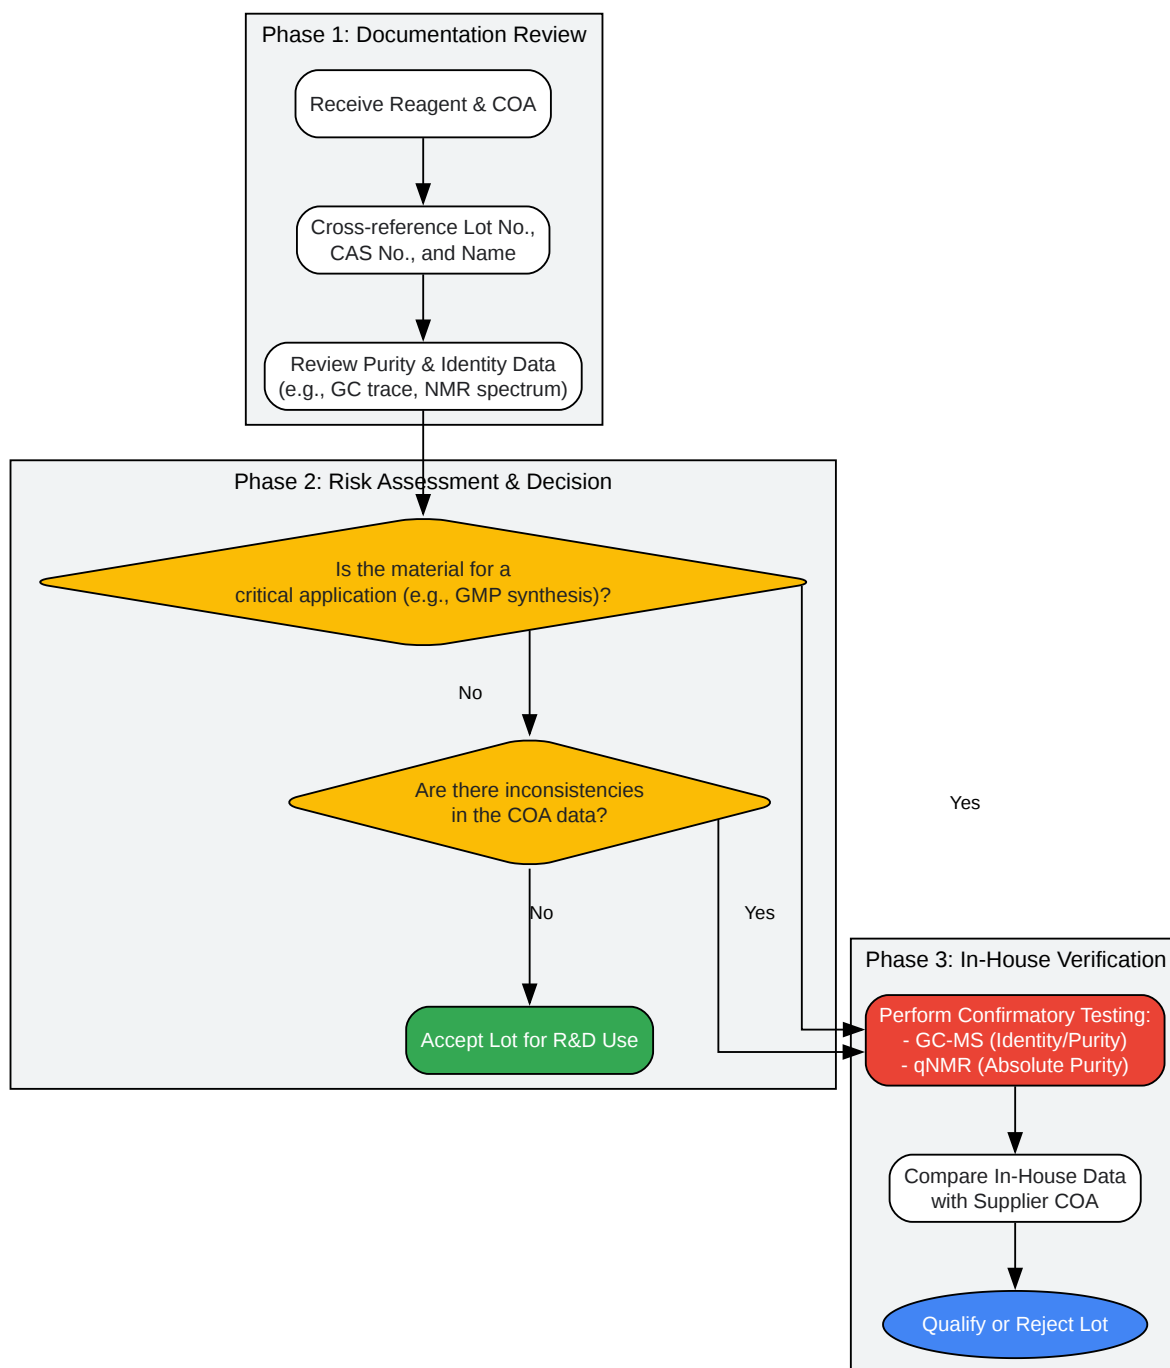 Phase 1: Documentation Review
Receive Reagent & COA
Cross-reference Lot No.,
CAS No., and Name
Review Purity & Identity Data
(e.g., GC trace, NMR spectrum)
Phase 2: Risk Assessment & Decision
Is the material for a
critical application (e.g., GMP synthesis)?
No
Are there inconsistencies
in the COA data?
Yes
No
Yes
Accept Lot for R&D Use
Phase 3: In-House Verification
Perform Confirmatory Testing:
- GC-MS (Identity/Purity)
- qNMR (Absolute Purity)
Compare In-House Data
with Supplier COA
Qualify or Reject Lot